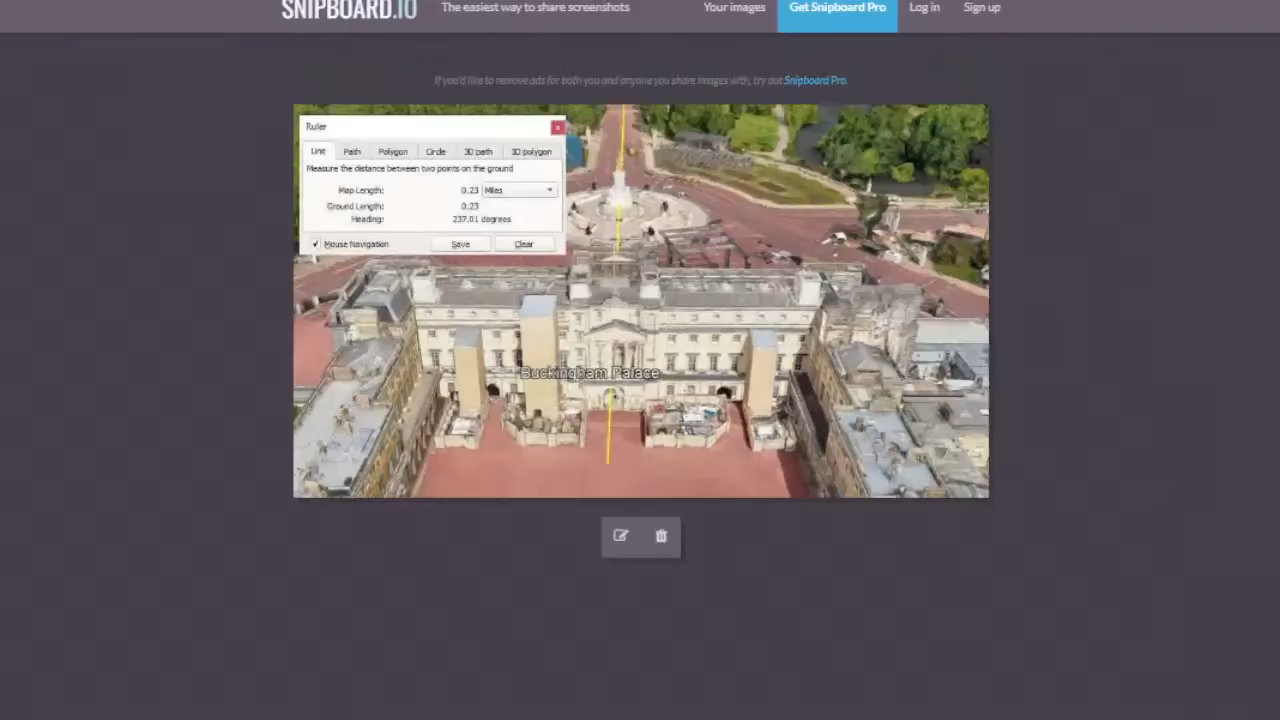 SNIPBOARD.IO
The easiest way to share screenshots
Your images
Get Snipboard Pro
Log in
Sign up
If you'd like to remove ads for both you and anyone you share images with, try out Snipboard Pro.
Ruler
x
Line Path Polygon Circle 3D path 3D polygon
Measure the distance between two points on the ground
Map Length: 0.23 Miles
Ground Length: 0.23
Heading: 237.01 degrees
Mouse Navigation Save Clear
Buckingham Palace